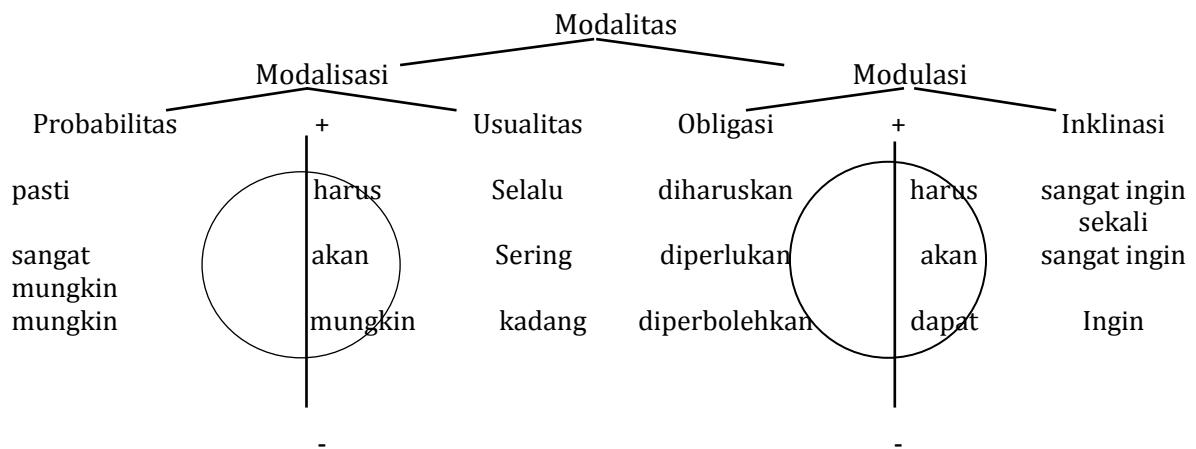 Modalitas
Modalisasi Modulasi
Probabilitas + Usualitas Obligasi + Inklinasi
pasti harus Selalu diharuskan harus sangat ingin
sekali
sangat akan Sering diperlukan akan sangat ingin
mungkin
mungkin mungkin kadang diperbolehkan dapat Ingin
- -